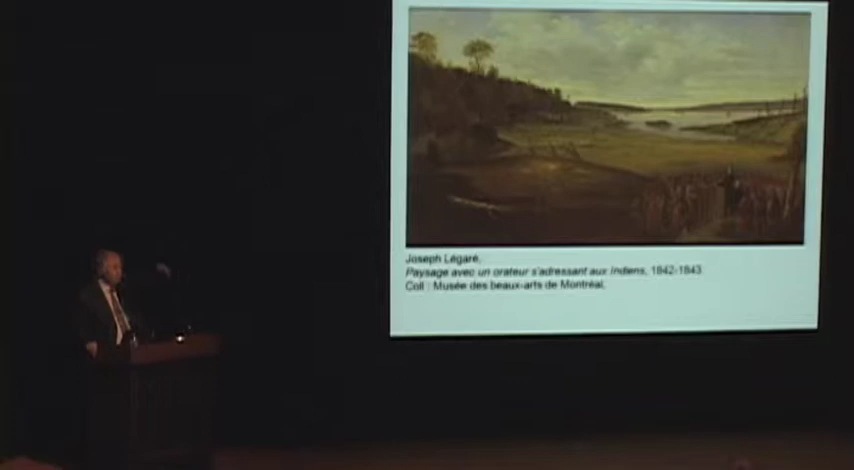 Joseph Légaré,
Paysage avec un orateur s'adressant aux Indiens, 1842-1843
Coll : Musée des beaux-arts de Montréal,